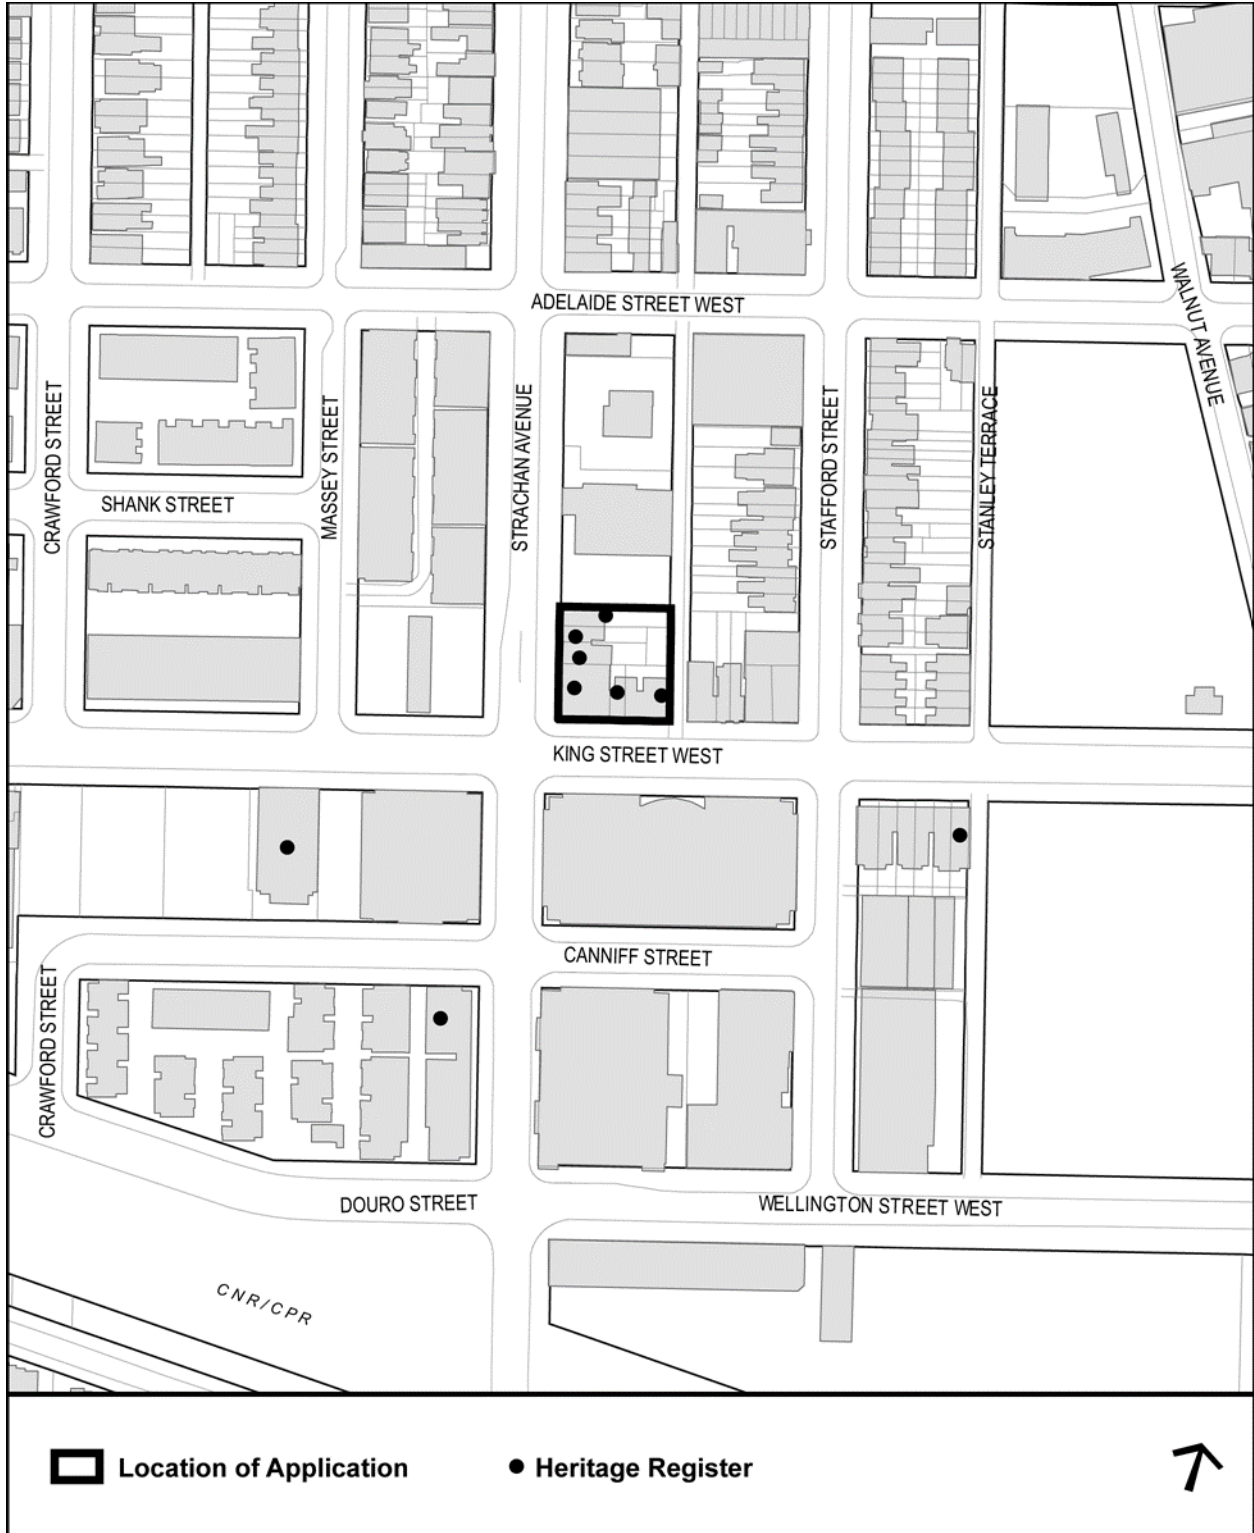 ADELAIDE STREET WEST
WALNUT AVENUE
CRAWFORD STREET
MASSEY STREET
STRACHAN AVENUE
STAFFORD STREET
STANLEY TERRACE
SHANK STREET
KING STREET WEST
CANNIFF STREET
CRAWFORD STREET
DOURO STREET
WELLINGTON STREET WEST
CNR/CPR
Location of Application
Heritage Register